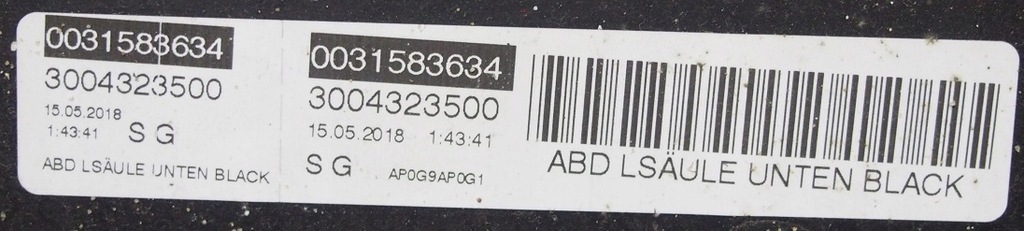 0031583634
3004323500
15.05.2018
1:43:41 S G
ABD LSÄULE UNTEN BLACK
0031583634
3004323500
15.05.2018 1:43:41
S G AP0G9AP0G1
ABD LSÄULE UNTEN BLACK